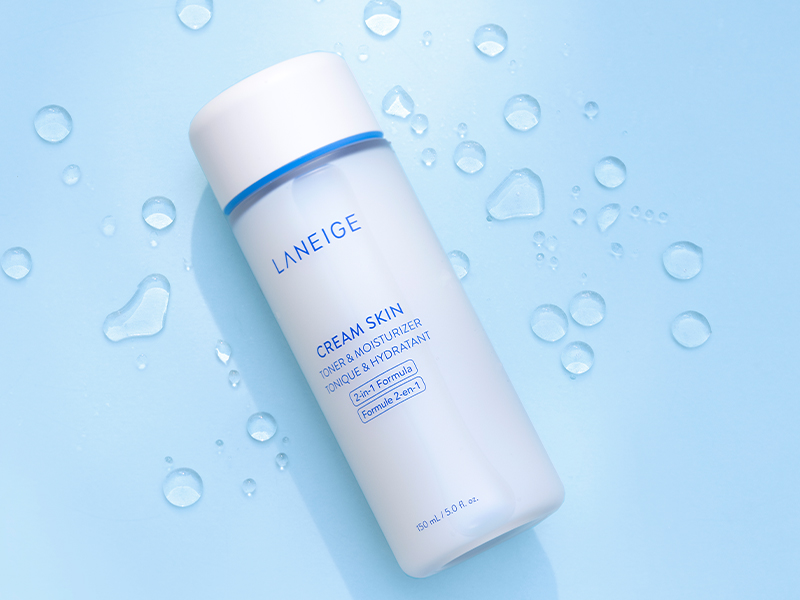 LANEIGE
CREAM SKIN
TONER & MOISTURIZER
TONIQUE & HYDRATANT
2-in-1 Formula
Formule 2-en-1
150 mL / 5.0 fl. oz.